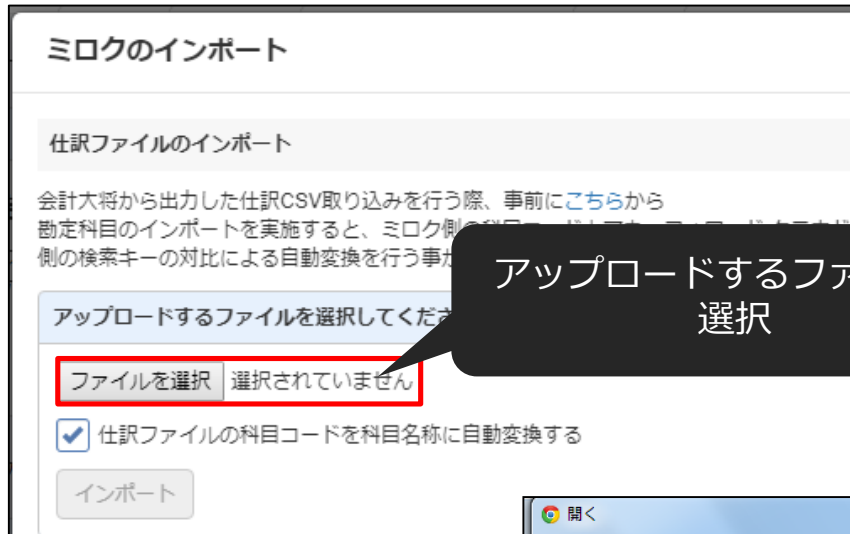 ミロクのインポート
仕訳ファイルのインポート
会計大将から出力した仕訳CSV取り込みを行う際、事前にこちらから
勘定科目のインポートを実施すると、ミロク側
側の検索キーの対比による自動変換を行う事が
アップロードするファ
選択
アップロードするファイルを選択してくださ
ファイルを選択 選択されていません
仕訳ファイルの科目コードを科目名称に自動変換する
インポート
開く